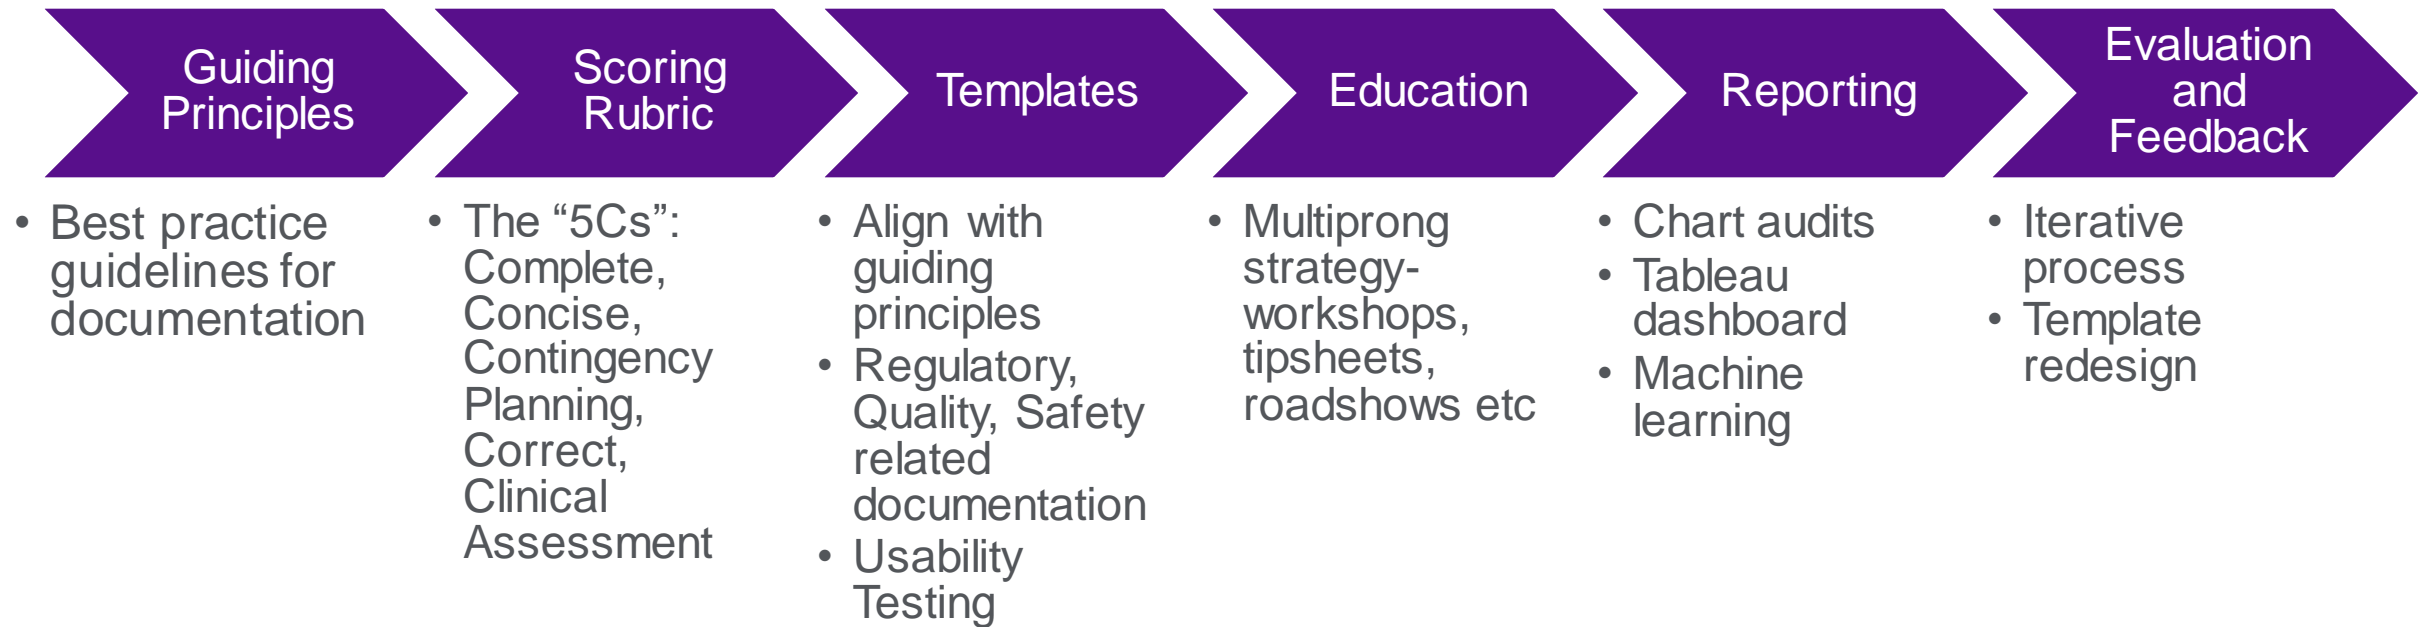 Guiding
Principles
• Best practice
guidelines for
documentation
Scoring
Rubric
• The “5Cs”:
Complete,
Concise,
Contingency
Planning,
Correct,
Clinical
Assessment
Templates
• Align with
guiding
principles
• Regulatory,
Quality, Safety
related
documentation
• Usability
Testing
Education
• Multiprong
strategy-
workshops,
tipsheets,
roadshows etc
Reporting
• Chart audits
• Tableau
dashboard
• Machine
learning
Evaluation
and
Feedback
• Iterative
process
• Template
redesign